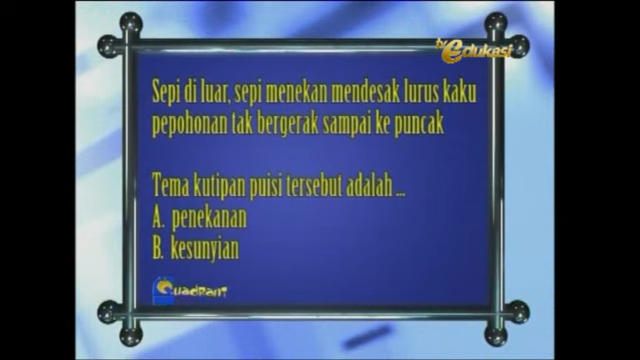 tv edukasi
Sepi di luar, sepi menekan mendesak lurus kaku
pepohonan tak bergerak sampai ke puncak
Tema kutipan puisi tersebut adalah ...
A. penekanan
B. kesunyian
Quadrant